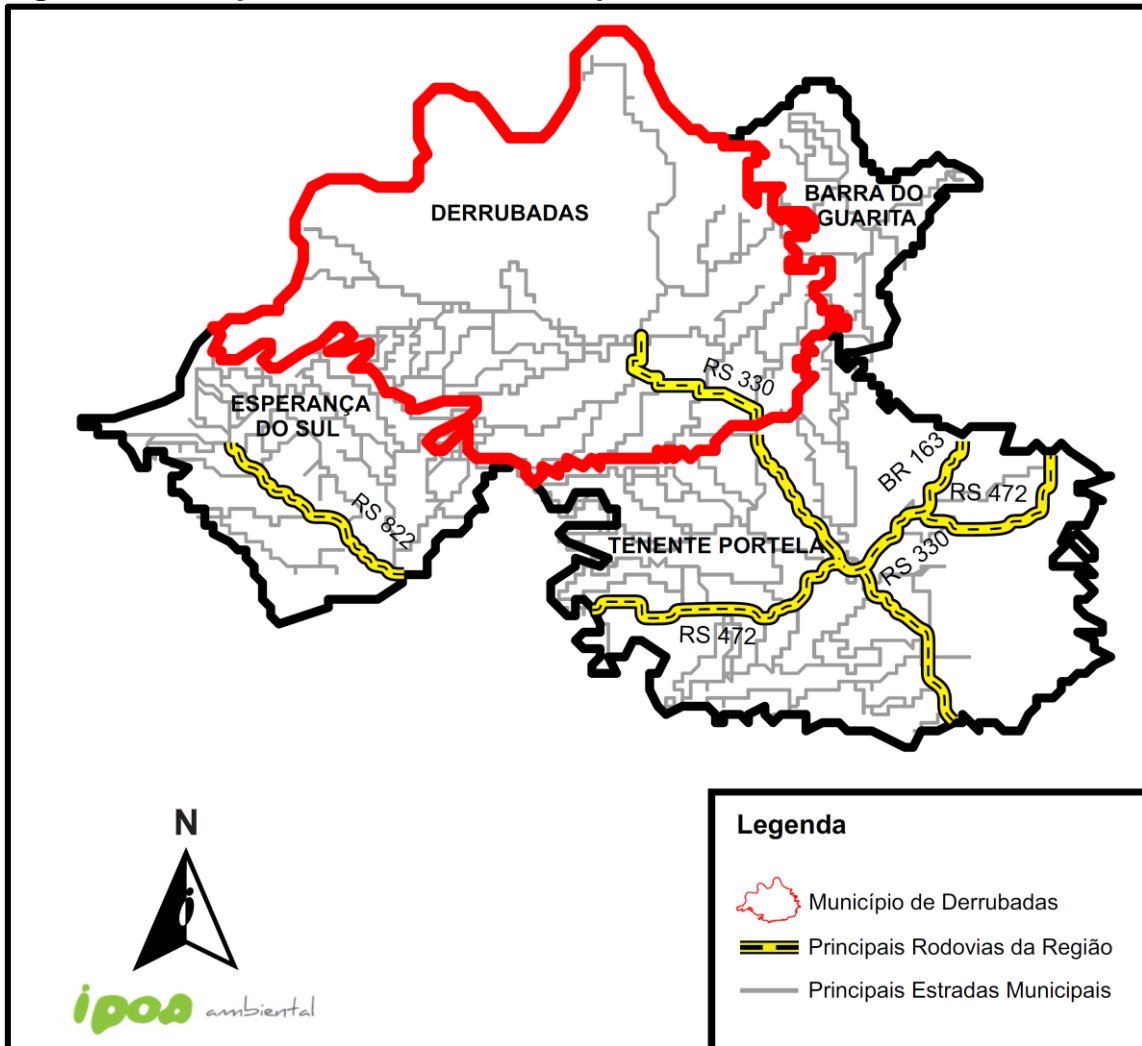 DERRUBADAS
BARRA DO
GUARITA
RS 330
ESPERANÇA
DO SUL
BR 163
RS 472
RS 822
TENENTE PORTELA
RS 330
RS 472
N
ipoa ambiental
Legenda
Município de Derrubadas
Principais Rodovias da Região
Principais Estradas Municipais